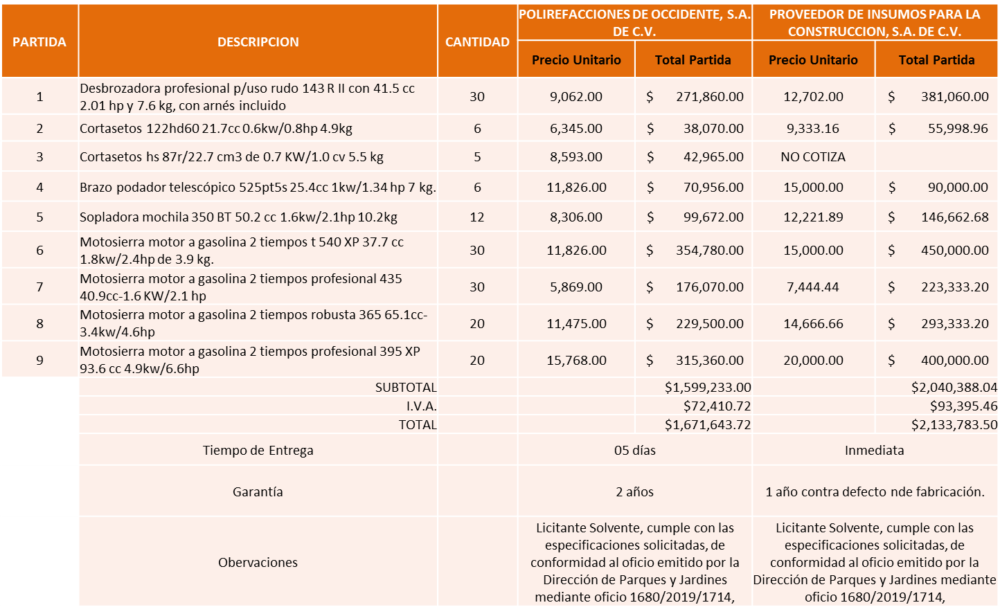 PARTIDA DESCRIPCION CANTIDAD POLIREFACCIONES DE OCCIDENTE, S.A. DE C.V. PROVEEDOR DE INSUMOS PARA LA CONSTRUCCION, S.A. DE C.V.
Precio Unitario Total Partida Precio Unitario Total Partida
1 Desbrozadora profesional p/uso rudo 143 R II con 41.5 cc
2.01 hp y 7.6 kg, con arnés incluido 30 9,062.00 $ 271,860.00 12,702.00 $ 381,060.00
2 Cortasetos 122hd60 21.7cc 0.6kw/0.8hp 4.9kg 6 6,345.00 $ 38,070.00 9,333.16 $ 55,998.96
3 Cortasetos hs 87r/22.7 cm3 de 0.7 KW/1.0 cv 5.5 kg 5 8,593.00 $ 42,965.00 NO COTIZA
4 Brazo podador telescópico 525pt5s 25.4cc 1kw/1.34 hp 7 kg. 6 11,826.00 $ 70,956.00 15,000.00 $ 90,000.00
5 Sopladora mochila 350 BT 50.2 cc 1.6kw/2.1hp 10.2kg 12 8,306.00 $ 99,672.00 12,221.89 $ 146,662.68
6 Motosierra motor a gasolina 2 tiempos t 540 XP 37.7 cc
1.8kw/2.4hp de 3.9 kg. 30 11,826.00 $ 354,780.00 15,000.00 $ 450,000.00
7 Motosierra motor a gasolina 2 tiempos profesional 435
40.9cc-1.6 KW/2.1 hp 30 5,869.00 $ 176,070.00 7,444.44 $ 223,333.20
8 Motosierra motor a gasolina 2 tiempos robusta 365 65.1cc-
3.4kw/4.6hp 20 11,475.00 $ 229,500.00 14,666.66 $ 293,333.20
9 Motosierra motor a gasolina 2 tiempos profesional 395 XP
93.6 cc 4.9kw/6.6hp 20 15,768.00 $ 315,360.00 20,000.00 $ 400,000.00
SUBTOTAL $1,599,233.00 $2,040,388.04
I.V.A. $72,410.72 $93,395.46
TOTAL $1,671,643.72 $2,133,783.50
Tiempo de Entrega 05 días Inmediata
Garantía 2 años 1 año contra defecto nde fabricación.
Obervaciones
Licitante Solvente, cumple con las
especificaciones solicitadas, de
conformidad al oficio emitido por la
Dirección de Parques y Jardines
mediante oficio 1680/2019/1714,
Licitante Solvente, cumple con las
especificaciones solicitadas, de
conformidad al oficio emitido por la
Dirección de Parques y Jardines mediante
oficio 1680/2019/1714,